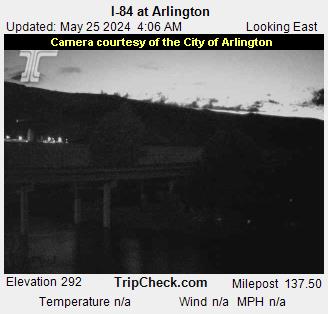 I-84 at Arlington
Updated: May 25 2024 4:06 AM Looking East
Camera courtesy of the City of Arlington
Elevation 292 TripCheck.com Milepost 137.50
Temperature n/a Wind n/a MPH n/a